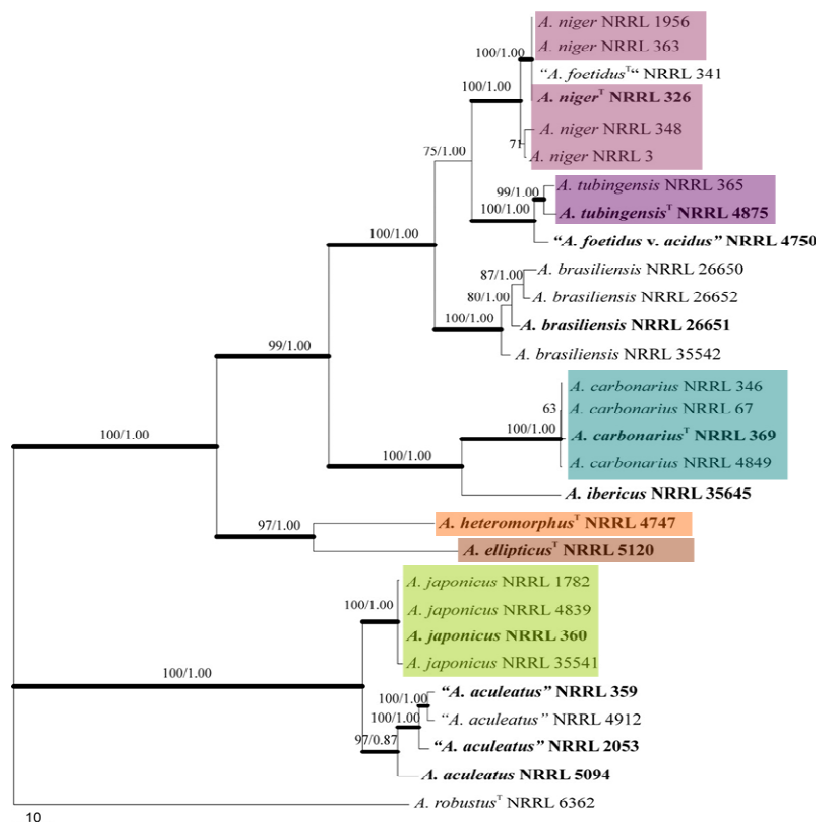 A. niger NRRL 1956
A. niger NRRL 363
100/1.00
"A. foetidusᵀ" NRRL 341
100/1.00
A. nigerᵀ NRRL 326
A. niger NRRL 348
71
A. niger NRRL 3
75/1.00
A. tubingensis NRRL 365
99/1.00
100/1.00
A. tubingensisᵀ NRRL 4875
100/1.00
"A. foetidus v. acidus" NRRL 4750
A. brasiliensis NRRL 26650
87/1.00
A. brasiliensis NRRL 26652
80/1.00
100/1.00
A. brasiliensis NRRL 26651
99/1.00
A. brasiliensis NRRL 35542
A. carbonarius NRRL 346
63
A. carbonarius NRRL 67
100/1.00
100/1.00
A. carbonariusᵀ NRRL 369
100/1.00
A. carbonarius NRRL 4849
A. ibericus NRRL 35645
97/1.00
A. heteromorphusᵀ NRRL 4747
A. ellipticusᵀ NRRL 5120
A. japonicus NRRL 1782
100/1.00
A. japonicus NRRL 4839
A. japonicus NRRL 360
A. japonicus NRRL 35541
100/1.00
100/1.00
"A. aculeatus" NRRL 359
100/1.00
"A. aculeatus" NRRL 4912
97/0.87
"A. aculeatus" NRRL 2053
A. aculeatus NRRL 5094
A. robustusᵀ NRRL 6362
10